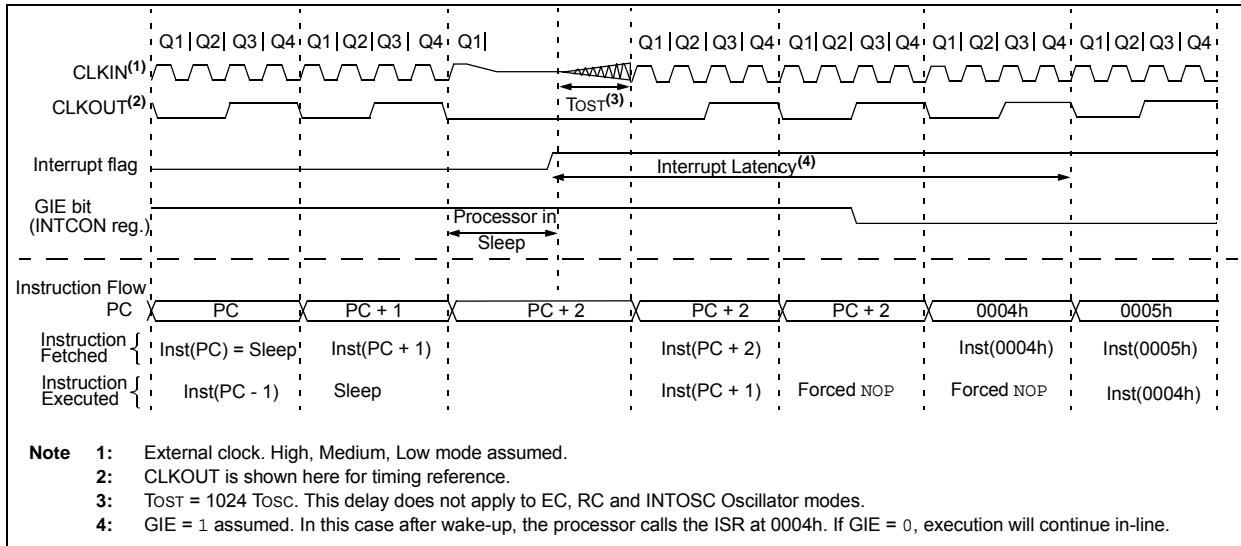 Q1| Q2| Q3| Q4 Q1| Q2| Q3| Q4 Q1| Q1| Q2| Q3| Q4 Q1| Q2| Q3| Q4 Q1| Q2| Q3| Q4 Q1| Q2| Q3| Q4
CLKIN(1)
CLKOUT(2) TOST(3)
Interrupt flag Interrupt Latency(4)
GIE bit
(INTCON reg.)
Processor in
Sleep
Instruction Flow
PC PC PC + 1 PC + 2 PC + 2 PC + 2 0004h 0005h
Instruction
Fetched
Inst(PC) = Sleep Inst(PC + 1) Inst(PC + 2) Inst(0004h) Inst(0005h)
Instruction
Executed
Inst(PC - 1) Sleep Inst(PC + 1) Forced NOP Forced NOP Inst(0004h)
Note 1: External clock. High, Medium, Low mode assumed.
2: CLKOUT is shown here for timing reference.
3: TOST = 1024 TOSC. This delay does not apply to EC, RC and INTOSC Oscillator modes.
4: GIE = 1 assumed. In this case after wake-up, the processor calls the ISR at 0004h. If GIE = 0, execution will continue in-line.